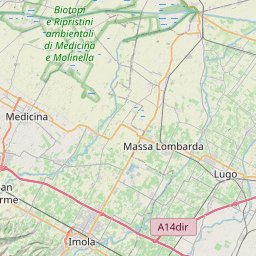 Biotopi
e Ripristini
ambientali
di Medicina
e Molinella
Medicina
Massa Lombarda
Lugo
A14dir
Imola